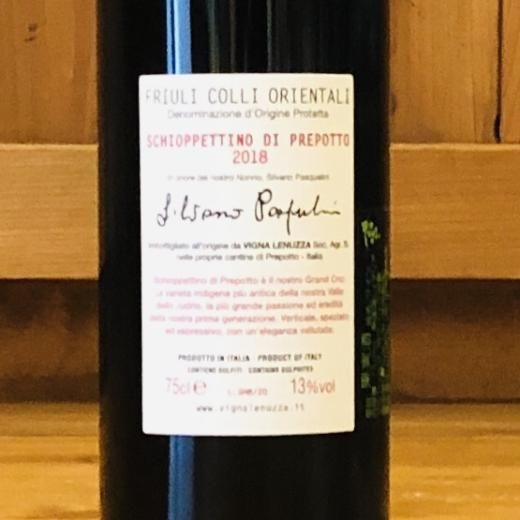 FRIULI COLLI ORIENTALI
Denominazione d'Origine Protetta
SCHIOPPETTINO DI PREPOTTO
2018
in onore del nostro Nonno, Silvano Pasqualini
Silvano Pasqualini
imbottigliato all'origine da VIGNA LENUZZA Soc. Agr. S.
nelle proprie cantine di Prepotto - Italia
Schioppettino di Prepotto è il nostro Grand Cru:
la varietà indigena più antica della nostra Valle
dello Judrio, la più grande passione ed eredità
della nostra prima generazione. Verticale, speziato
ed espressivo, con un'eleganza vellutata.
PRODOTTO IN ITALIA · PRODUCT OF ITALY
CONTIENE SOLFITI · CONTAINS SULPHITES
75cl e 13%vol
www.vignalenuzza.it